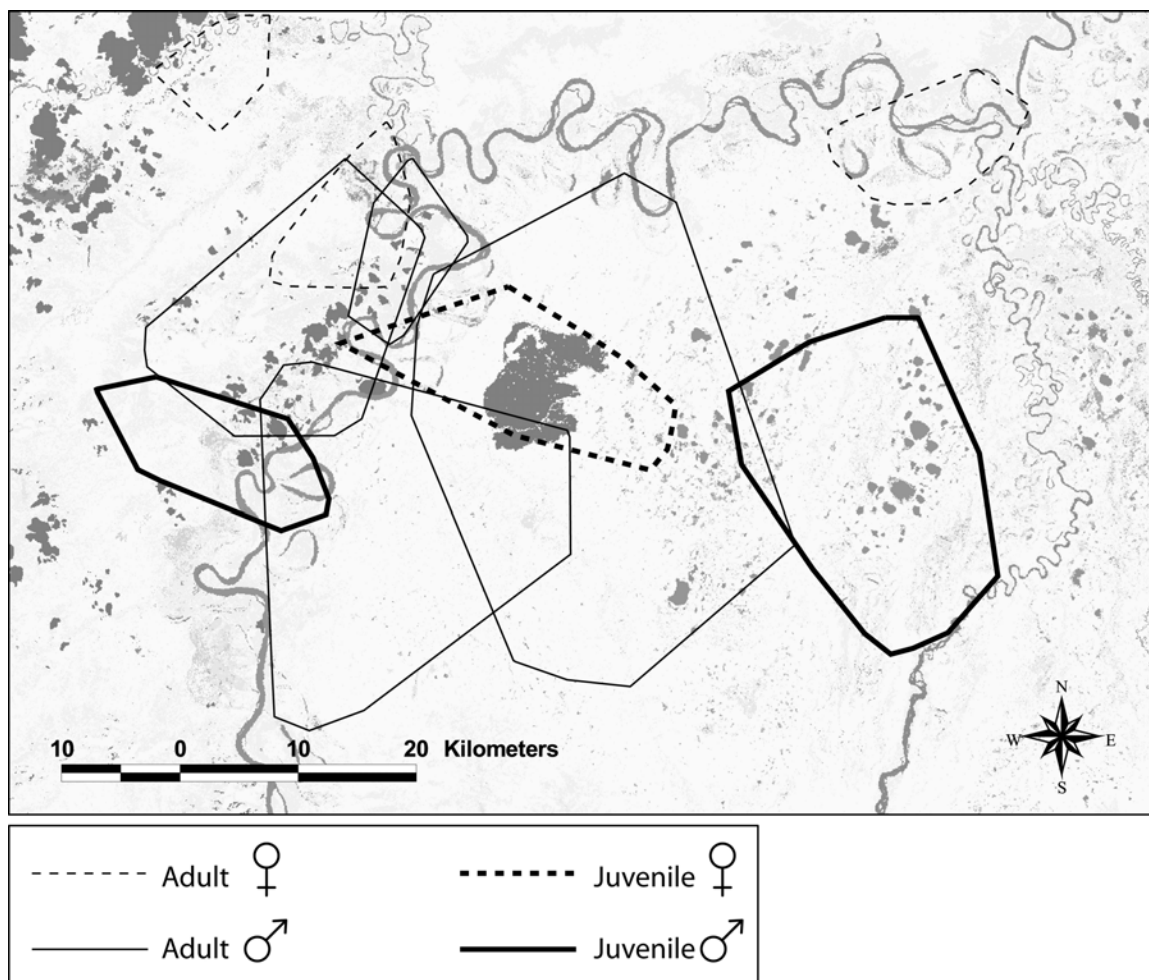 N
W E
S
10 0 10 20 Kilometers
Adult ♀ Juvenile ♀
Adult ♂ Juvenile ♂